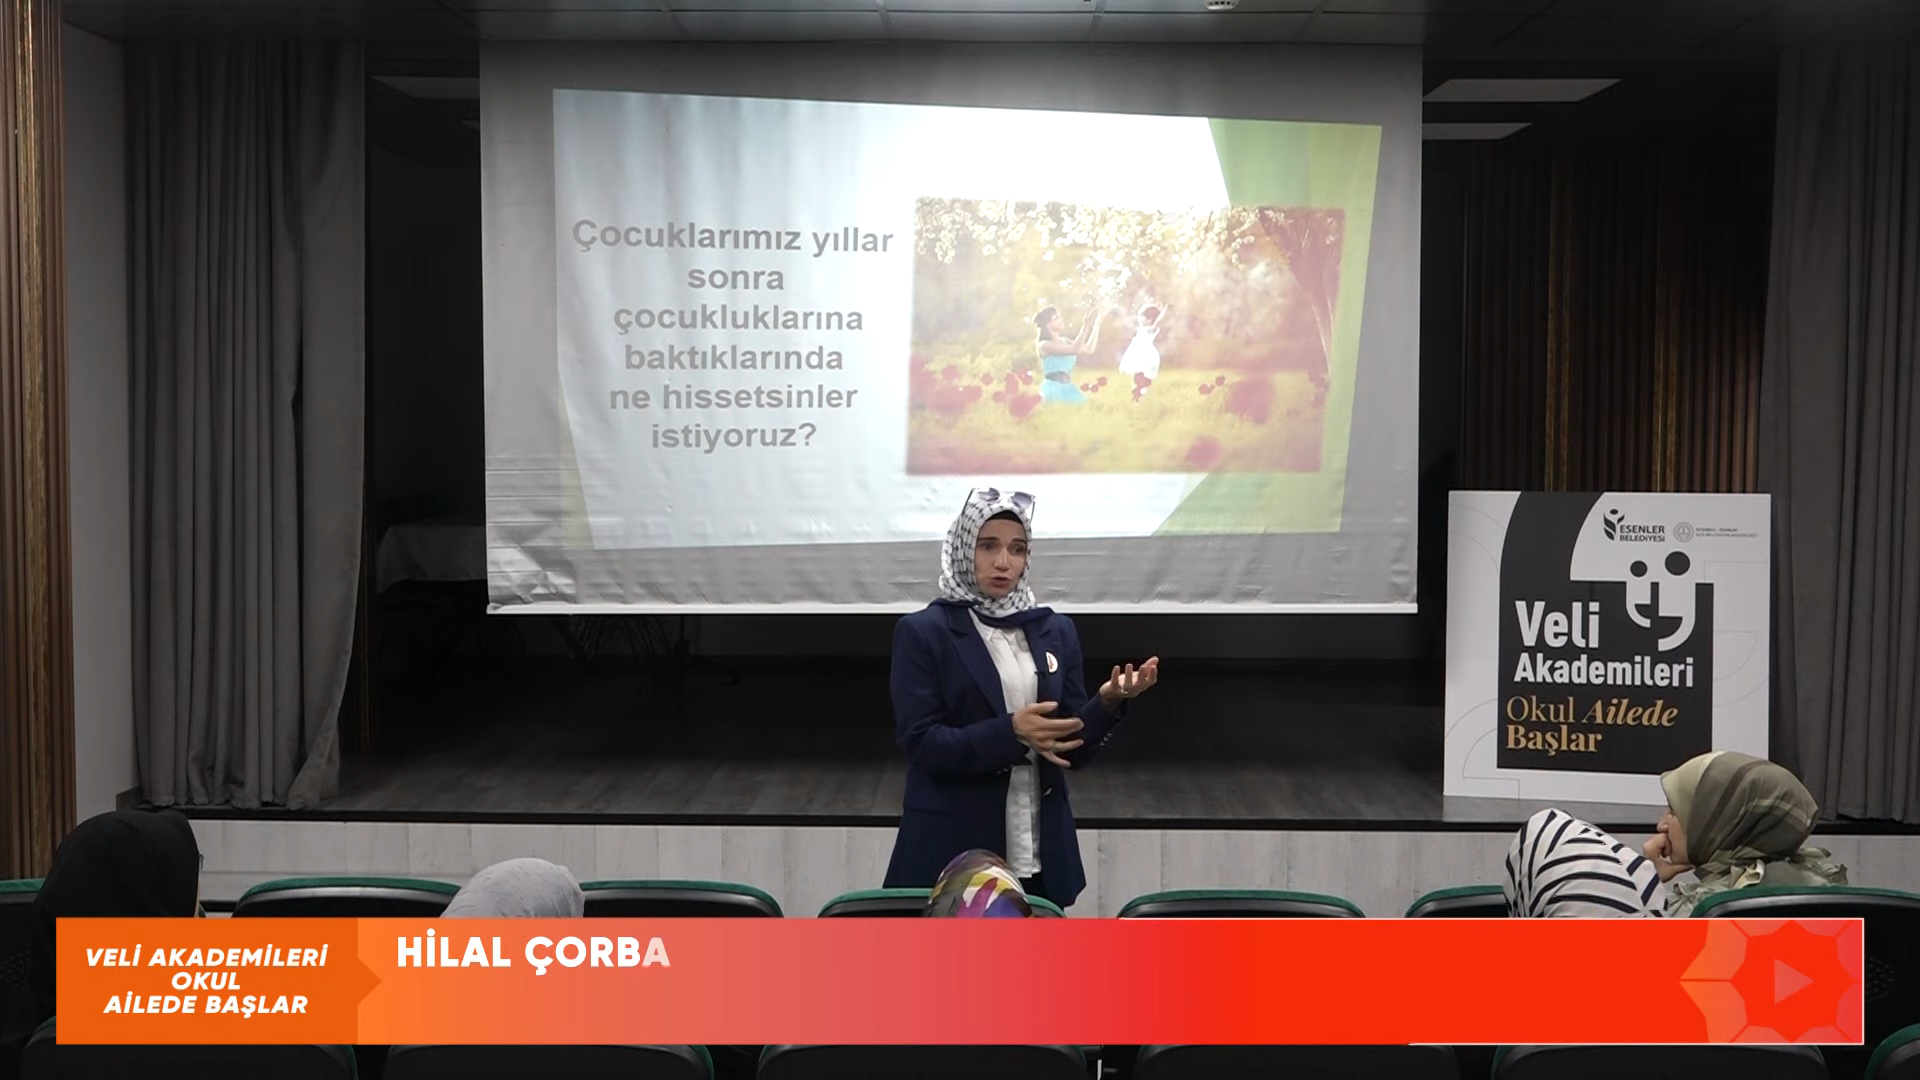 Çocuklarımız yıllar
sonra
çocukluklarına
baktıklarında
ne hissetsinler
istiyoruz?
ESENLER
BELEDİYESİ
Veli
Akademileri
Okul Ailede
Başlar
VELİ AKADEMİLERİ
OKUL
AİLEDE BAŞLAR
HİLAL ÇORBA